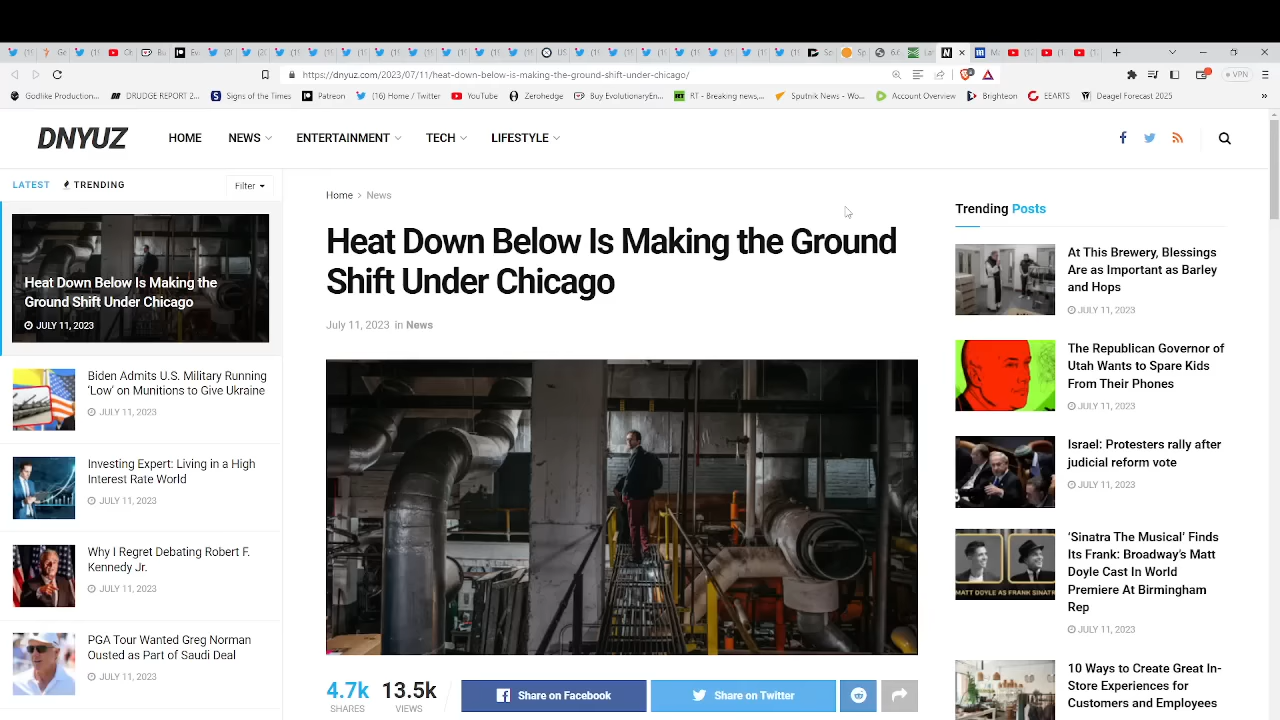 https://dnyuz.com/2023/07/11/heat-down-below-is-making-the-ground-shift-under-chicago/
VPN
Godlike Production...
DRUDGE REPORT 2...
Signs of the Times
Patreon
(16) Home / Twitter
YouTube
Zerohedge
Buy EvolutionaryEn...
RT - Breaking news,...
Sputnik News - Wo...
Account Overview
Brighteon
EEARTS
Deagel Forecast 2025
DNYUZ
HOME
NEWS
ENTERTAINMENT
TECH
LIFESTYLE
LATEST
TRENDING
Filter
Heat Down Below Is Making the
Ground Shift Under Chicago
JULY 11, 2023
Biden Admits U.S. Military Running
‘Low’ on Munitions to Give Ukraine
JULY 11, 2023
Investing Expert: Living in a High
Interest Rate World
JULY 11, 2023
Why I Regret Debating Robert F.
Kennedy Jr.
JULY 11, 2023
PGA Tour Wanted Greg Norman
Ousted as Part of Saudi Deal
JULY 11, 2023
Home > News
Heat Down Below Is Making the Ground
Shift Under Chicago
July 11, 2023 in News
4.7k
SHARES
13.5k
VIEWS
Share on Facebook
Share on Twitter
Trending Posts
At This Brewery, Blessings
Are as Important as Barley
and Hops
JULY 11, 2023
The Republican Governor of
Utah Wants to Spare Kids
From Their Phones
JULY 11, 2023
Israel: Protesters rally after
judicial reform vote
JULY 11, 2023
MATT DOYLE AS FRANK SINATR
‘Sinatra The Musical’ Finds
Its Frank: Broadway’s Matt
Doyle Cast In World
Premiere At Birmingham
Rep
JULY 11, 2023
10 Ways to Create Great In-
Store Experiences for
Customers and Employees